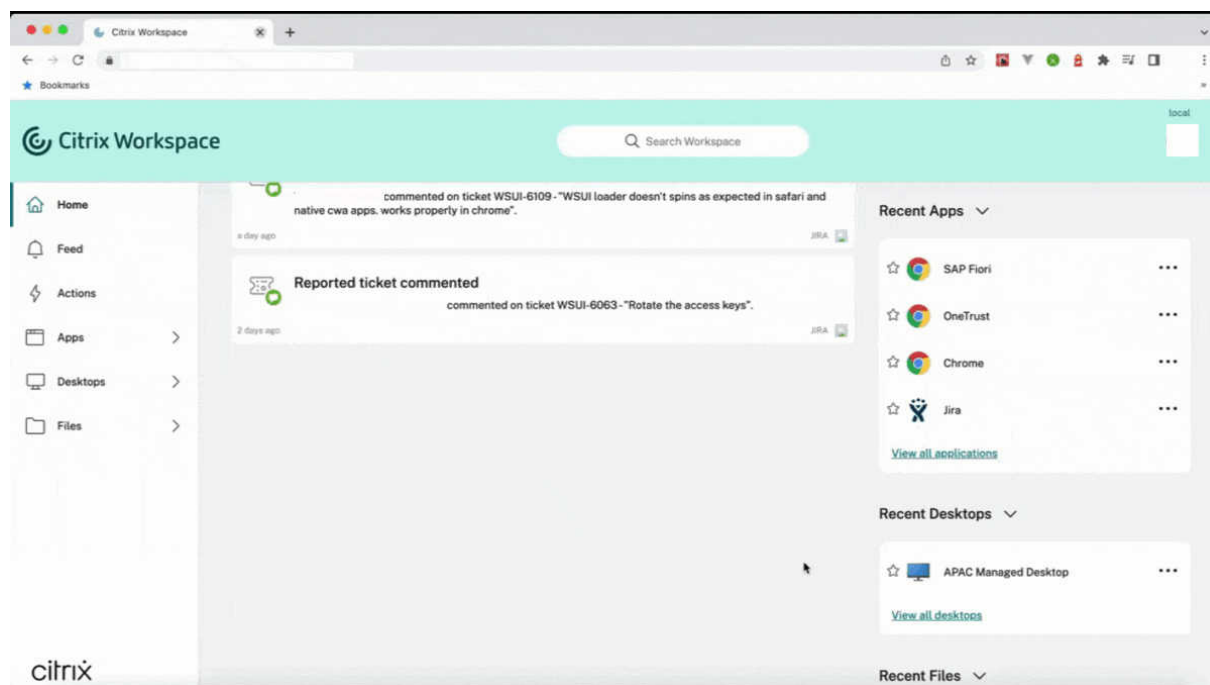 Citrix Workspace
Bookmarks
local
Citrix Workspace
Search Workspace
Home
Feed
Actions
Apps
Desktops
Files
citrix
commented on ticket WSUI-6109-"WSUI loader doesn't spins as expected in safari and
native cwa apps. works properly in chrome".
a day ago
JIRA
Reported ticket commented
commented on ticket WSUI-6063-"Rotate the access keys".
2 days ago
JIRA
Recent Apps
SAP Fiori
OneTrust
Chrome
Jira
View all applications
Recent Desktops
APAC Managed Desktop
View all desktops
Recent Files